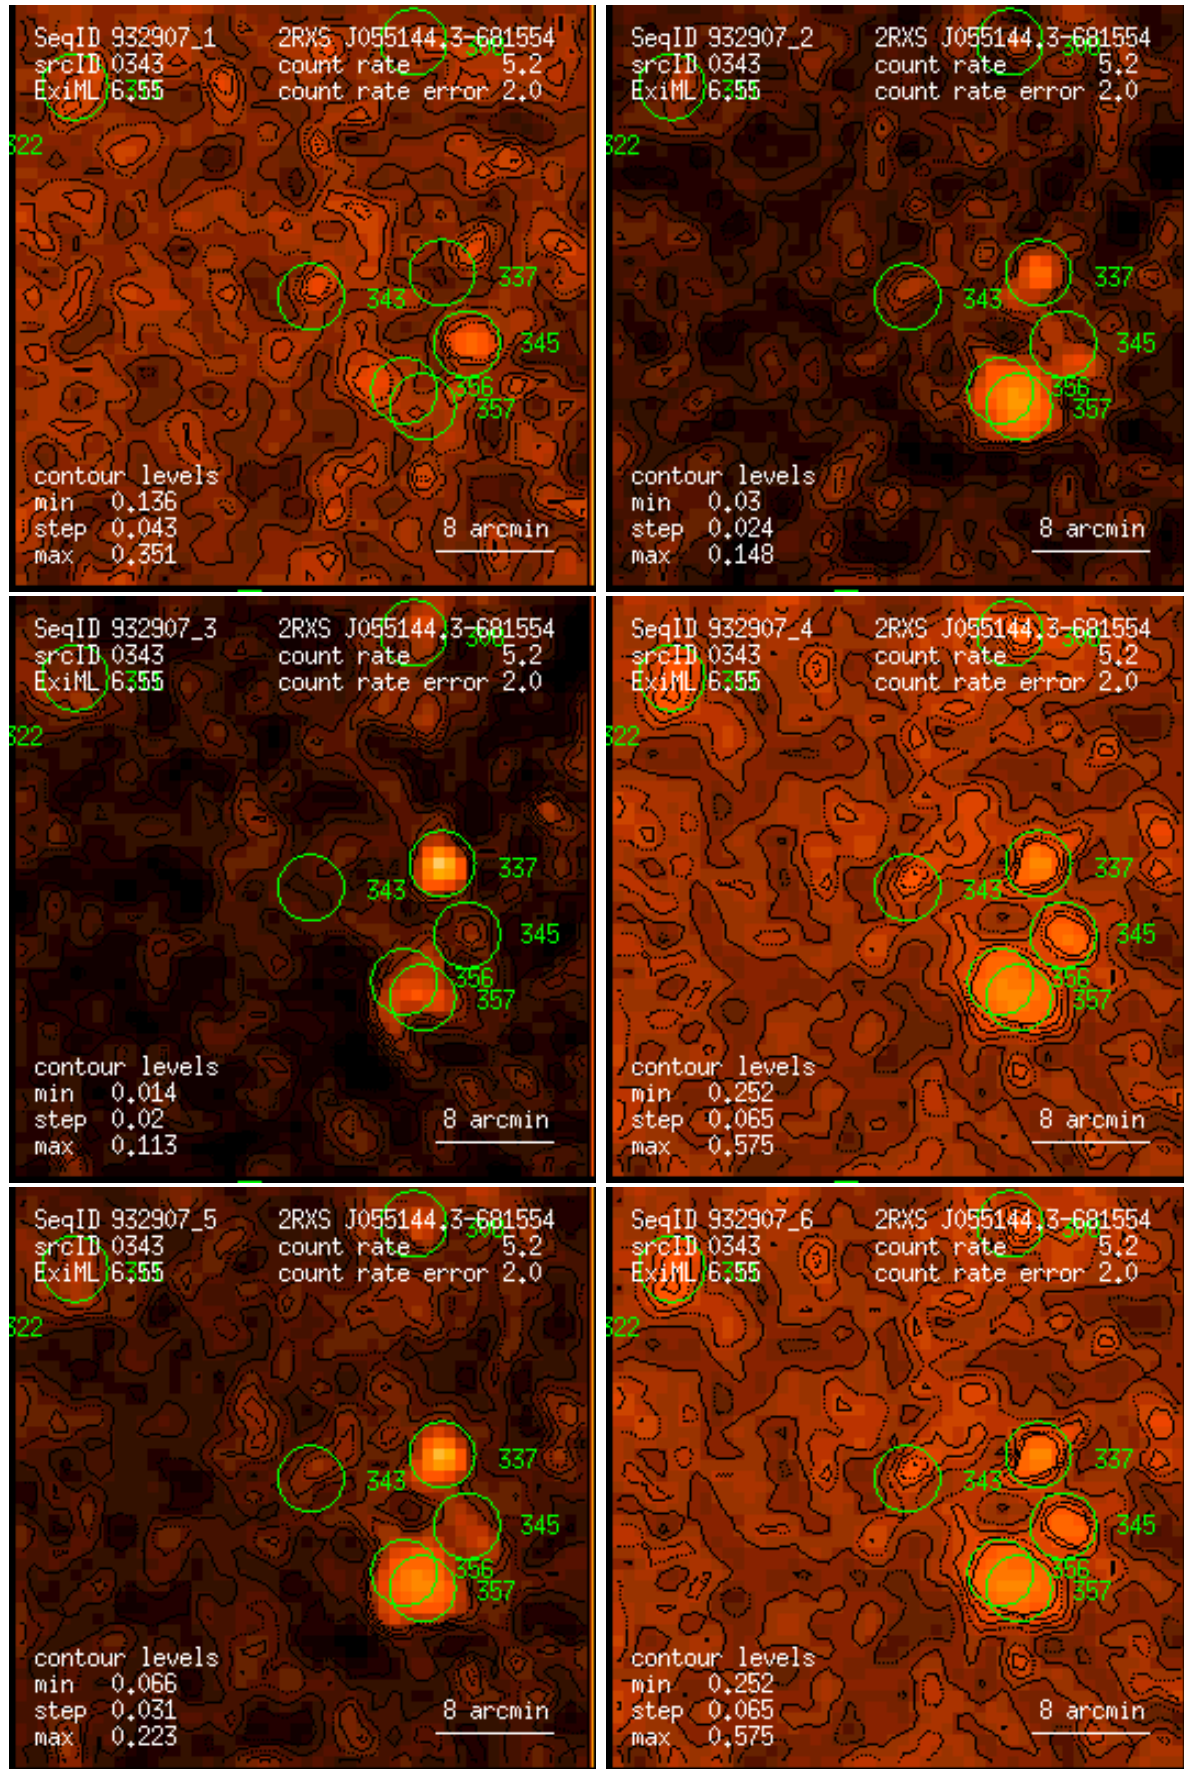 SeqID 932907_1 2RXS J055144.3-681554
srcID 0343 count rate 5.2
ExiML 6.55 count rate error 2.0
322
337
343
345
356
357
contour levels
min 0.136
step 0.043 8 arcmin
max 0.351
SeqID 932907_2 2RXS J055144.3-681554
srcID 0343 count rate 5.2
ExiML 6.55 count rate error 2.0
322
337
343
345
356
357
contour levels
min 0.03
step 0.024 8 arcmin
max 0.148
SeqID 932907_3 2RXS J055144.3-681554
srcID 0343 count rate 5.2
ExiML 6.55 count rate error 2.0
322
337
343
345
356
357
contour levels
min 0.014
step 0.02 8 arcmin
max 0.113
SeqID 932907_4 2RXS J055144.3-681554
srcID 0343 count rate 5.2
ExiML 6.55 count rate error 2.0
322
337
343
345
356
357
contour levels
min 0.252
step 0.065 8 arcmin
max 0.575
SeqID 932907_5 2RXS J055144.3-681554
srcID 0343 count rate 5.2
ExiML 6.55 count rate error 2.0
322
337
343
345
356
357
contour levels
min 0.066
step 0.031 8 arcmin
max 0.223
SeqID 932907_6 2RXS J055144.3-681554
srcID 0343 count rate 5.2
ExiML 6.55 count rate error 2.0
322
337
343
345
356
357
contour levels
min 0.252
step 0.065 8 arcmin
max 0.575